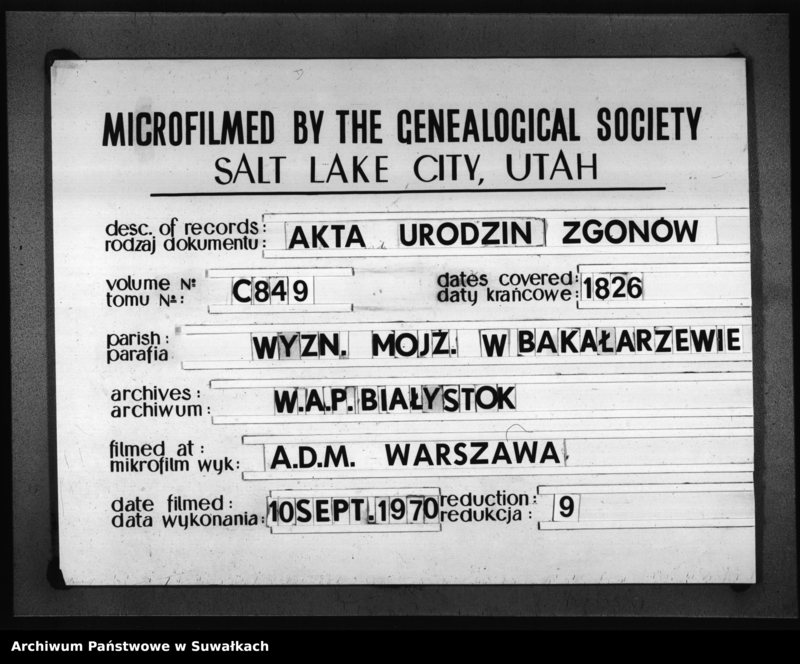 MICROFILMED BY THE GENEALOGICAL SOCIETY
SALT LAKE CITY, UTAH
desc. of records: AKTA URODZIN ZGONÓW
rodzaj dokumentu:
volume Nº C849 dates covered: 1826
tomu Nº: daty krańcowe:
parish: WYZN. MOJŻ. W BAKAŁARZEWIE
parafia
archives: W.A.P. BIAŁYSTOK
archiwum:
filmed at: A.D.M. WARSZAWA
mikrofilm wyk:
date filmed: 10 SEPT. 1970 reduction: 9
data wykonania: redukcja:
Archiwum Państwowe w Suwałkach